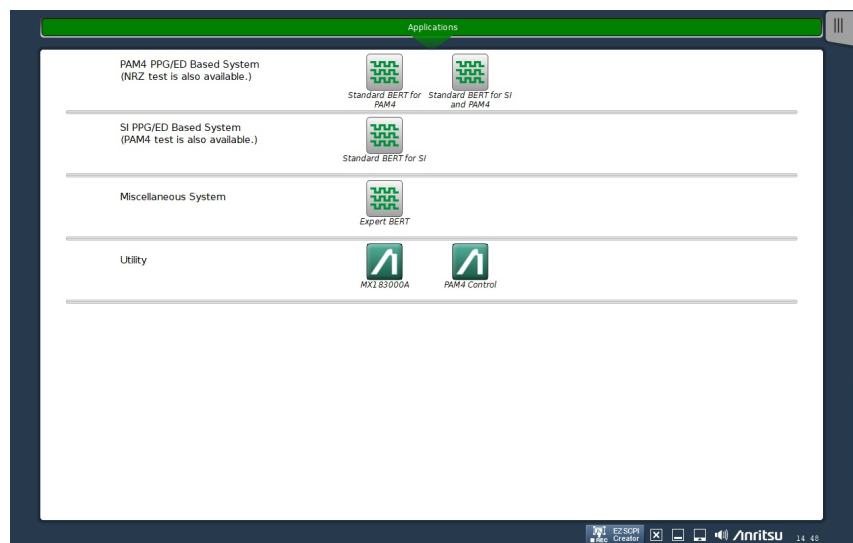 Applications
PAM4 PPG/ED Based System
(NRZ test is also available.)
Standard BERT for
PAM4
Standard BERT for SI
and PAM4
SI PPG/ED Based System
(PAM4 test is also available.)
Standard BERT for SI
Miscellaneous System
Expert BERT
Utility
MX183000A
PAM4 Control
REC
EZ SCPI
Creator
Anritsu
14 48